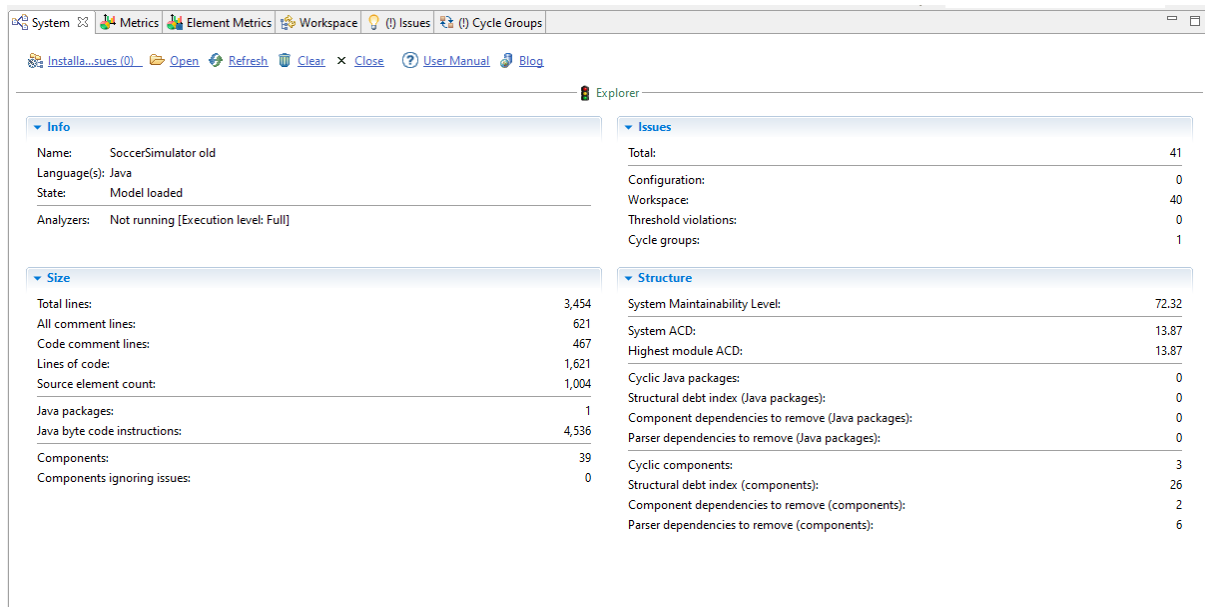 System Metrics Element Metrics Workspace (!) Issues (!) Cycle Groups
Installa...sues (0) Open Refresh Clear Close User Manual Blog
Explorer
Info
Name: SoccerSimulator old
Language(s): Java
State: Model loaded
Analyzers: Not running [Execution level: Full]
Issues
Total: 41
Configuration: 0
Workspace: 40
Threshold violations: 0
Cycle groups: 1
Size
Total lines: 3,454
All comment lines: 621
Code comment lines: 467
Lines of code: 1,621
Source element count: 1,004
Java packages: 1
Java byte code instructions: 4,536
Components: 39
Components ignoring issues: 0
Structure
System Maintainability Level: 72.32
System ACD: 13.87
Highest module ACD: 13.87
Cyclic Java packages: 0
Structural debt index (Java packages): 0
Component dependencies to remove (Java packages): 0
Parser dependencies to remove (Java packages): 0
Cyclic components: 3
Structural debt index (components): 26
Component dependencies to remove (components): 2
Parser dependencies to remove (components): 6